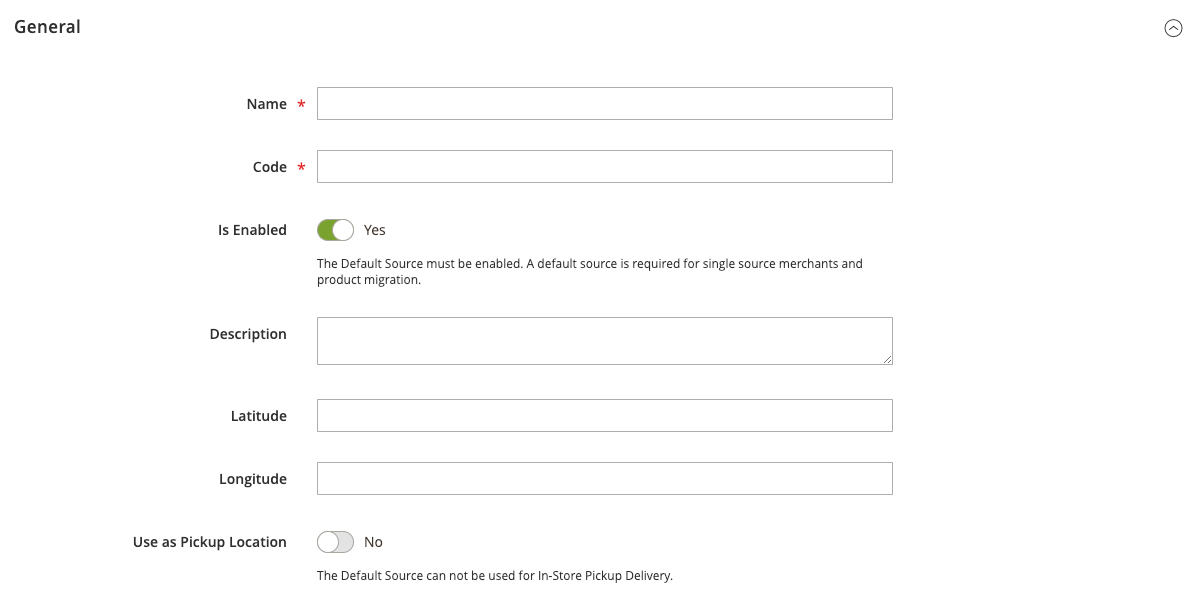 General
Name *
Code *
Is Enabled Yes
The Default Source must be enabled. A default source is required for single source merchants and
product migration.
Description
Latitude
Longitude
Use as Pickup Location No
The Default Source can not be used for In-Store Pickup Delivery.